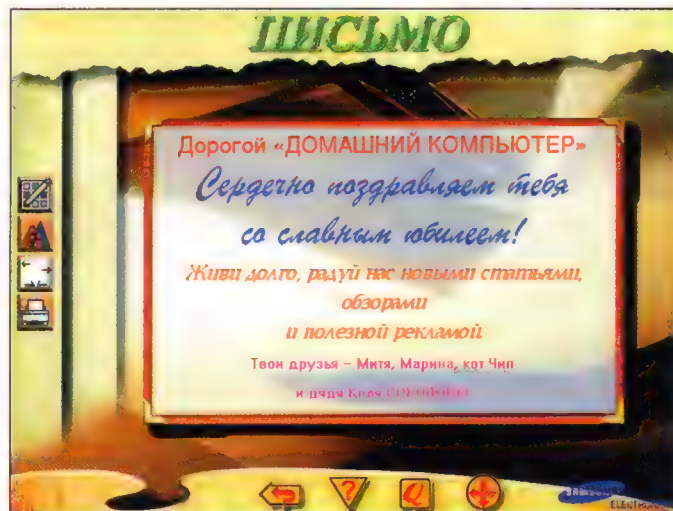 ПИСЬМО
Дорогой «ДОМАШНИЙ КОМПЬЮТЕР»
Сердечно поздравляем тебя
со славным юбилеем!
Живи долго, радуй нас новыми статьями,
обзорами
и полезной рекламой
Твои друзья – Митя, Марина, кот Чип
и дядя Коля
?
Q
SAMSUNG
ELECTRONICS